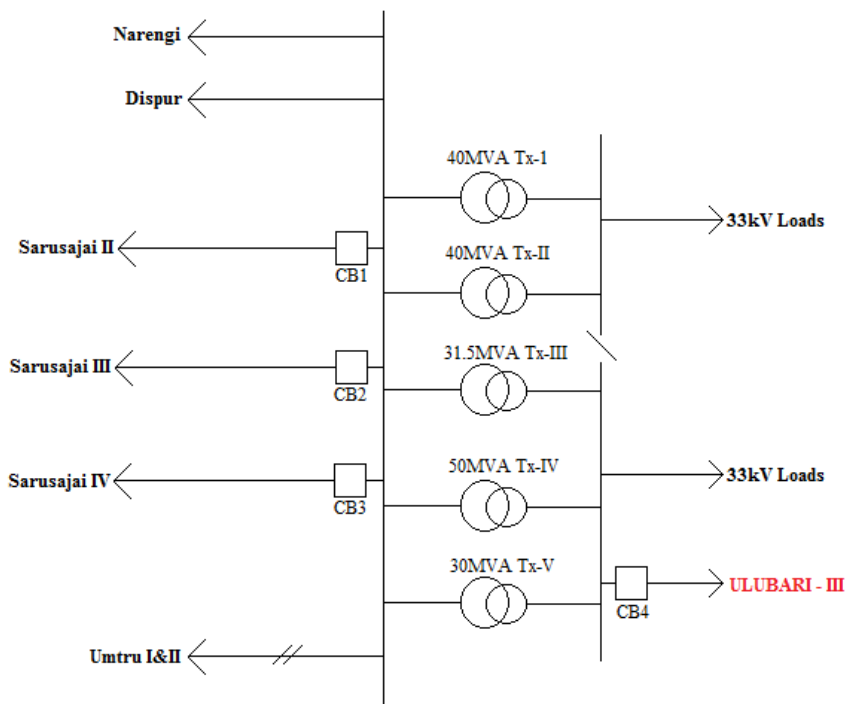 Narengi
Dispur
40MVA Tx-1
33kV Loads
Sarusajai II
CB1
40MVA Tx-II
Sarusajai III
CB2
31.5MVA Tx-III
Sarusajai IV
CB3
50MVA Tx-IV
33kV Loads
30MVA Tx-V
CB4
ULUBARI - III
Umtru I&II